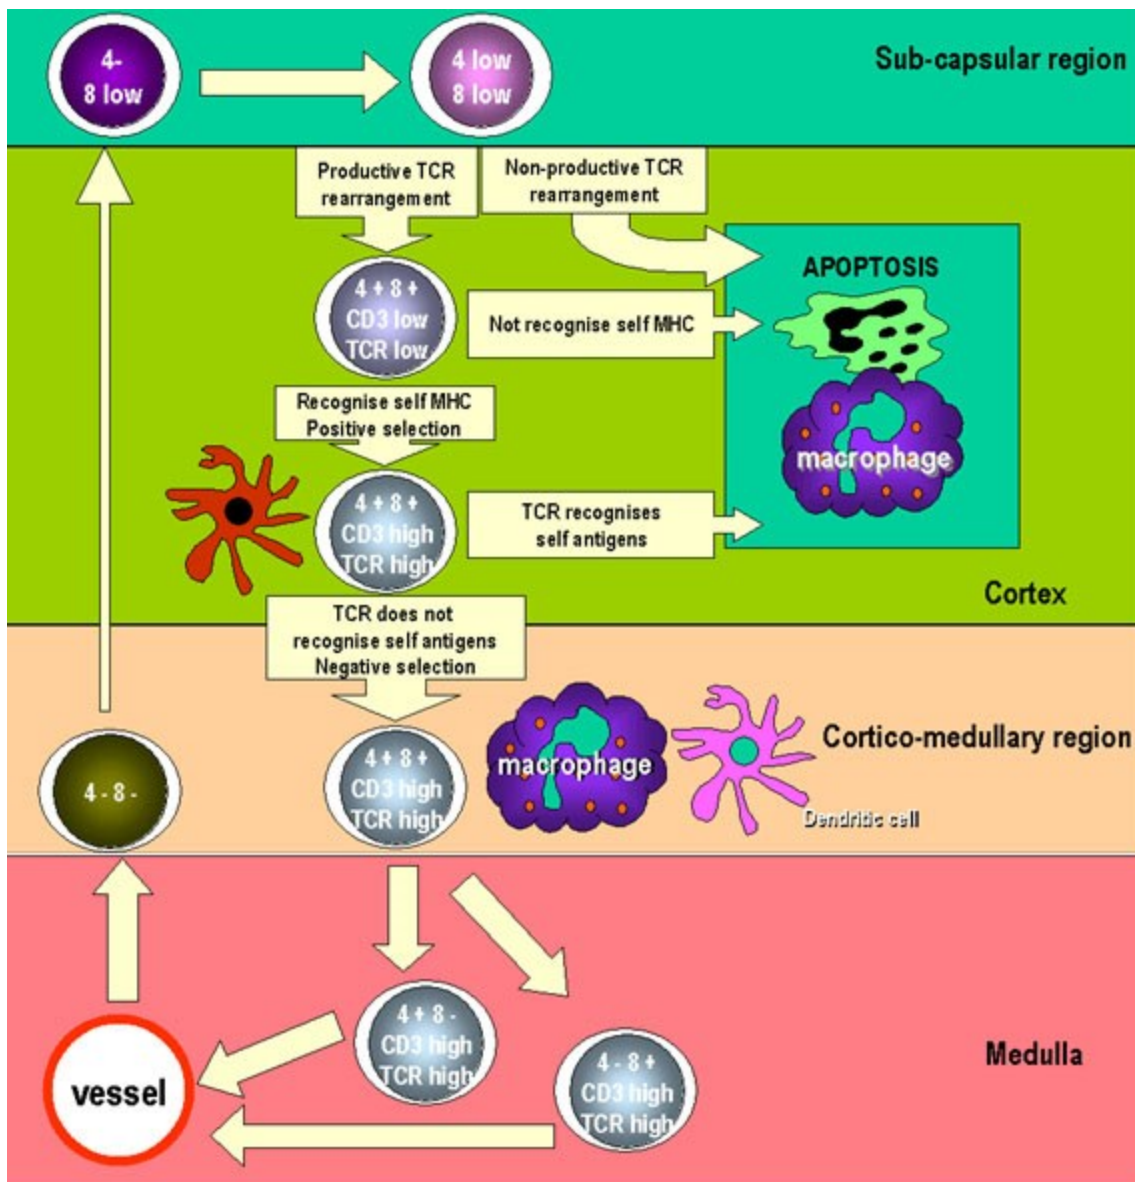 4-
8 low
4 low
8 low
Sub-capsular region
Productive TCR
rearrangement
Non-productive TCR
rearrangement
APOPTOSIS
4 + 8 +
CD3 low
TCR low
Not recognise self MHC
Recognise self MHC
Positive selection
macrophage
4 + 8 +
CD3 high
TCR high
TCR recognises
self antigens
Cortex
TCR does not
recognise self antigens
Negative selection
4 - 8 -
4 + 8 +
CD3 high
TCR high
macrophage
Dendritic cell
Cortico-medullary region
4 + 8 -
CD3 high
TCR high
4 - 8 +
CD3 high
TCR high
vessel
Medulla